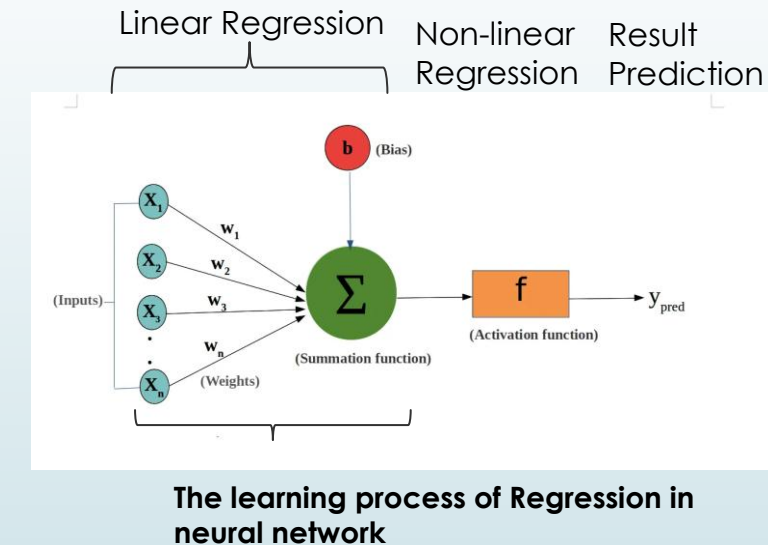 Linear Regression
Non-linear
Regression
Result
Prediction
b
(Bias)
X1
w1
X2
w2
(Inputs)
X3
w3
Σ
f
ypred
.
.
wn
(Summation function)
(Activation function)
Xn
(Weights)
The learning process of Regression in
neural network